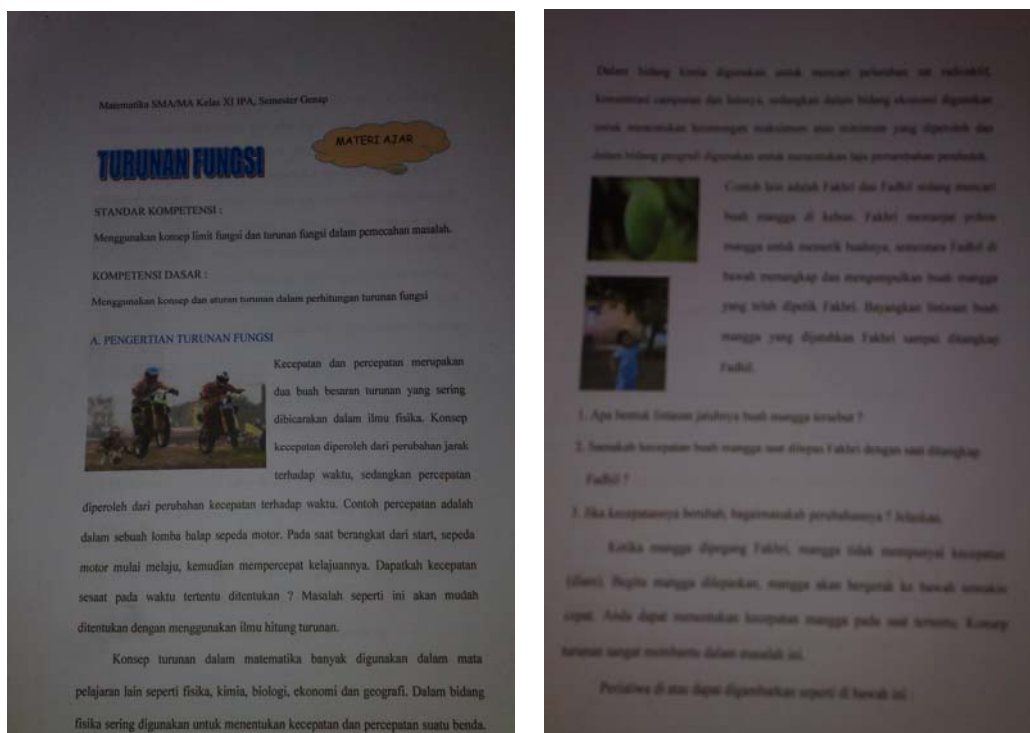 Matematika SMA/MA Kelas XI IPA, Semester Genap
MATERI AJAR
TURUNAN FUNGSI
STANDAR KOMPETENSI :
Menggunakan konsep limit fungsi dan turunan fungsi dalam pemecahan masalah.
KOMPETENSI DASAR :
Menggunakan konsep dan aturan turunan dalam perhitungan turunan fungsi
A. PENGERTIAN TURUNAN FUNGSI
Kecepatan dan percepatan merupakan
dua buah besaran turunan yang sering
dibicarakan dalam ilmu fisika. Konsep
kecepatan diperoleh dari perubahan jarak
terhadap waktu, sedangkan percepatan
diperoleh dari perubahan kecepatan terhadap waktu. Contoh percepatan adalah
dalam sebuah lomba balap sepeda motor. Pada saat berangkat dari start, sepeda
motor mulai melaju, kemudian mempercepat kelajuannya. Dapatkah kecepatan
sesaat pada waktu tertentu ditentukan ? Masalah seperti ini akan mudah
ditentukan dengan menggunakan ilmu hitung turunan.
Konsep turunan dalam matematika banyak digunakan dalam mata
pelajaran lain seperti fisika, kimia, biologi, ekonomi dan geografi. Dalam bidang
fisika sering digunakan untuk menentukan kecepatan dan percepatan suatu benda.
Dalam bidang kimia digunakan untuk mencari peluruhan zat radioaktif,
konsentrasi campuran dan lainnya, sedangkan dalam bidang ekonomi digunakan
untuk menentukan keuntungan maksimum atau minimum yang diperoleh dan
dalam bidang geografi digunakan untuk menentukan laju pertambahan penduduk.
Contoh lain adalah Fakhri dan Fadhil sedang mencari
buah mangga di kebun. Fakhri memanjat pohon
mangga untuk memetik buahnya, sementara Fadhil di
bawah menangkap dan mengumpulkan buah mangga
yang telah dipetik Fakhri. Bayangkan lintasan buah
mangga yang dijatuhkan Fakhri sampai ditangkap
Fadhil.
1. Apa bentuk lintasan jatuhnya buah mangga tersebut ?
2. Samakah kecepatan buah mangga saat dilepas Fakhri dengan saat ditangkap
Fadhil ?
3. Jika kecepatannya berubah, bagaimanakah perubahannya ? Jelaskan.
Ketika mangga dipegang Fakhri, mangga tidak mempunyai kecepatan
(diam). Begitu mangga dilepaskan, mangga akan bergerak ke bawah semakin
cepat. Anda dapat menentukan kecepatan mangga pada saat tertentu. Konsep
turunan sangat membantu dalam masalah ini.
Peristiwa di atas dapat digambarkan seperti di bawah ini :